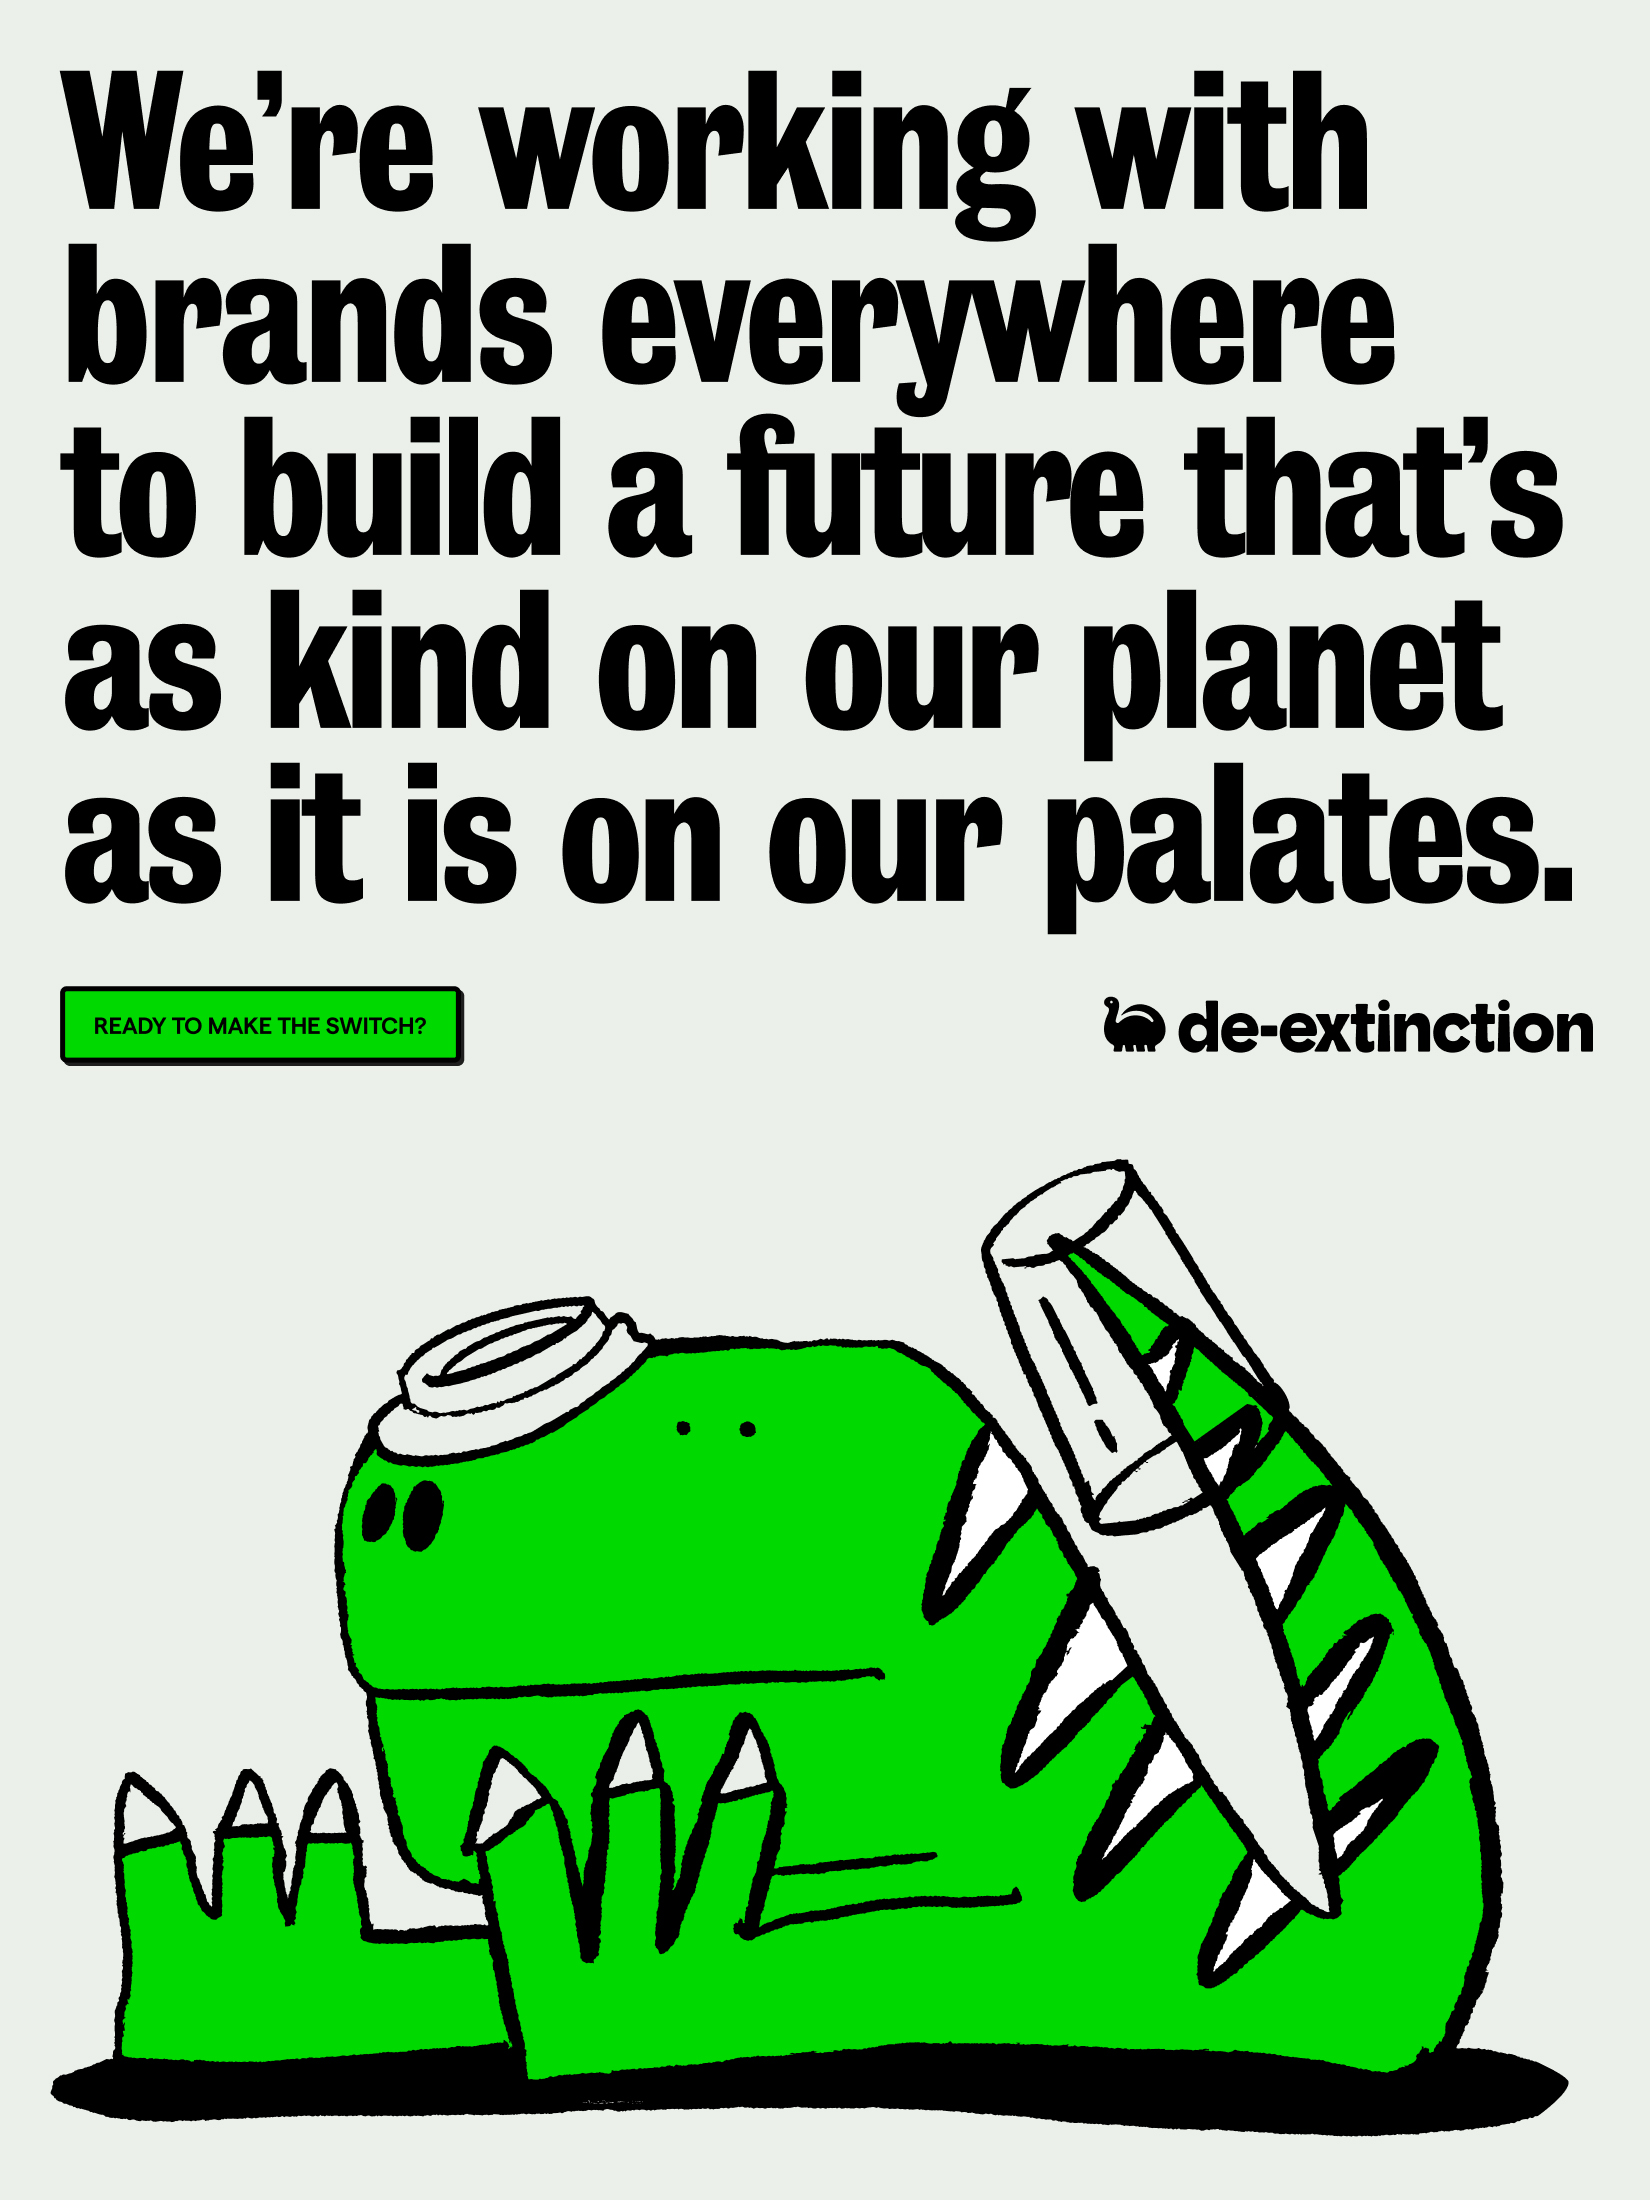 We’re working with
brands everywhere
to build a future that’s
as kind on our planet
as it is on our palates.
READY TO MAKE THE SWITCH?
de-extinction